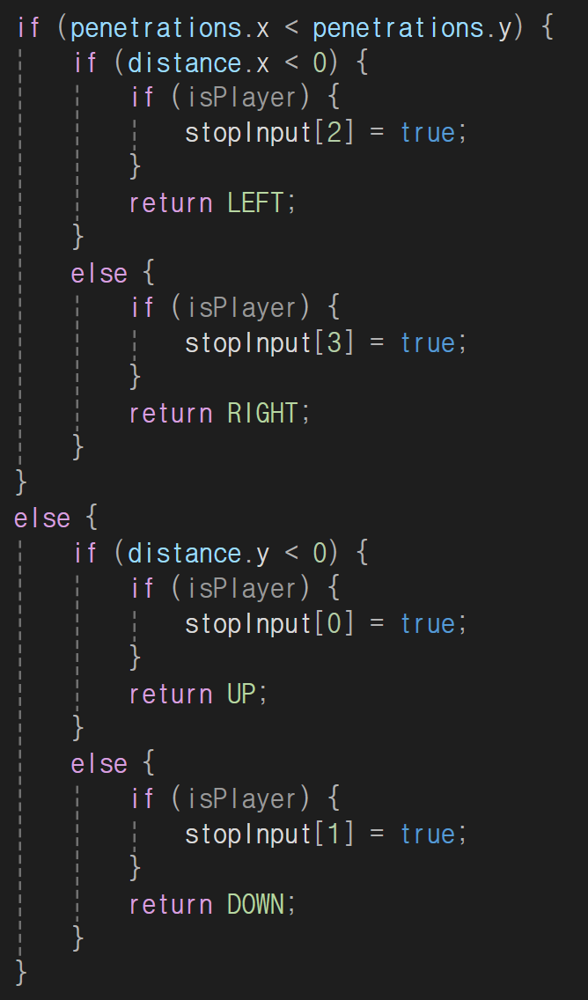 if (penetrations.x < penetrations.y) {
    if (distance.x < 0) {
        if (isPlayer) {
            stopInput[2] = true;
        }
        return LEFT;
    }
    else {
        if (isPlayer) {
            stopInput[3] = true;
        }
        return RIGHT;
    }
}
else {
    if (distance.y < 0) {
        if (isPlayer) {
            stopInput[0] = true;
        }
        return UP;
    }
    else {
        if (isPlayer) {
            stopInput[1] = true;
        }
        return DOWN;
    }
}